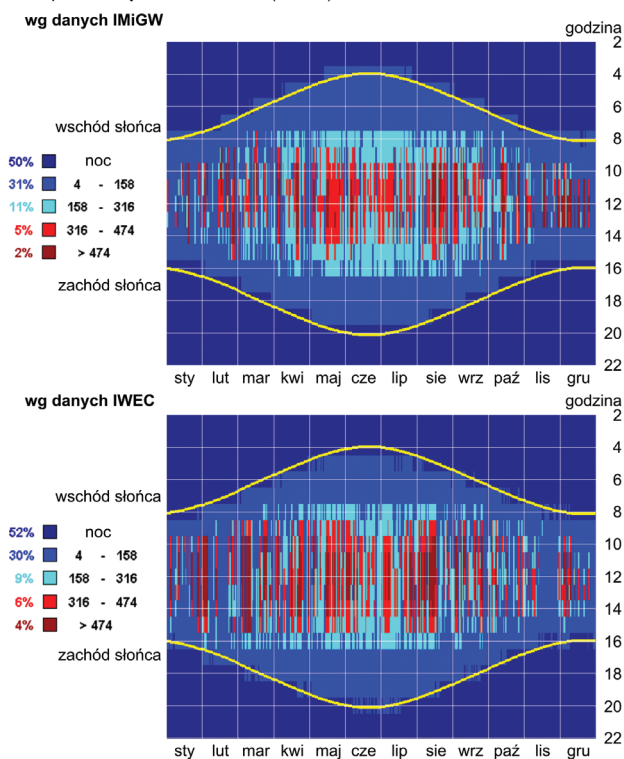 wg danych IMiGW
godzina
2
4
6
wschód słońca
8
50% noc
31% 4 - 158
10
11% 158 - 316
12
5% 316 - 474
2% > 474
14
zachód słońca
16
18
20
22
sty lut mar kwi maj cze lip sie wrz paź lis gru
wg danych IWEC
godzina
2
4
6
wschód słońca
8
52% noc
30% 4 - 158
10
9% 158 - 316
12
6% 316 - 474
4% > 474
14
zachód słońca
16
18
20
22
sty lut mar kwi maj cze lip sie wrz paź lis gru